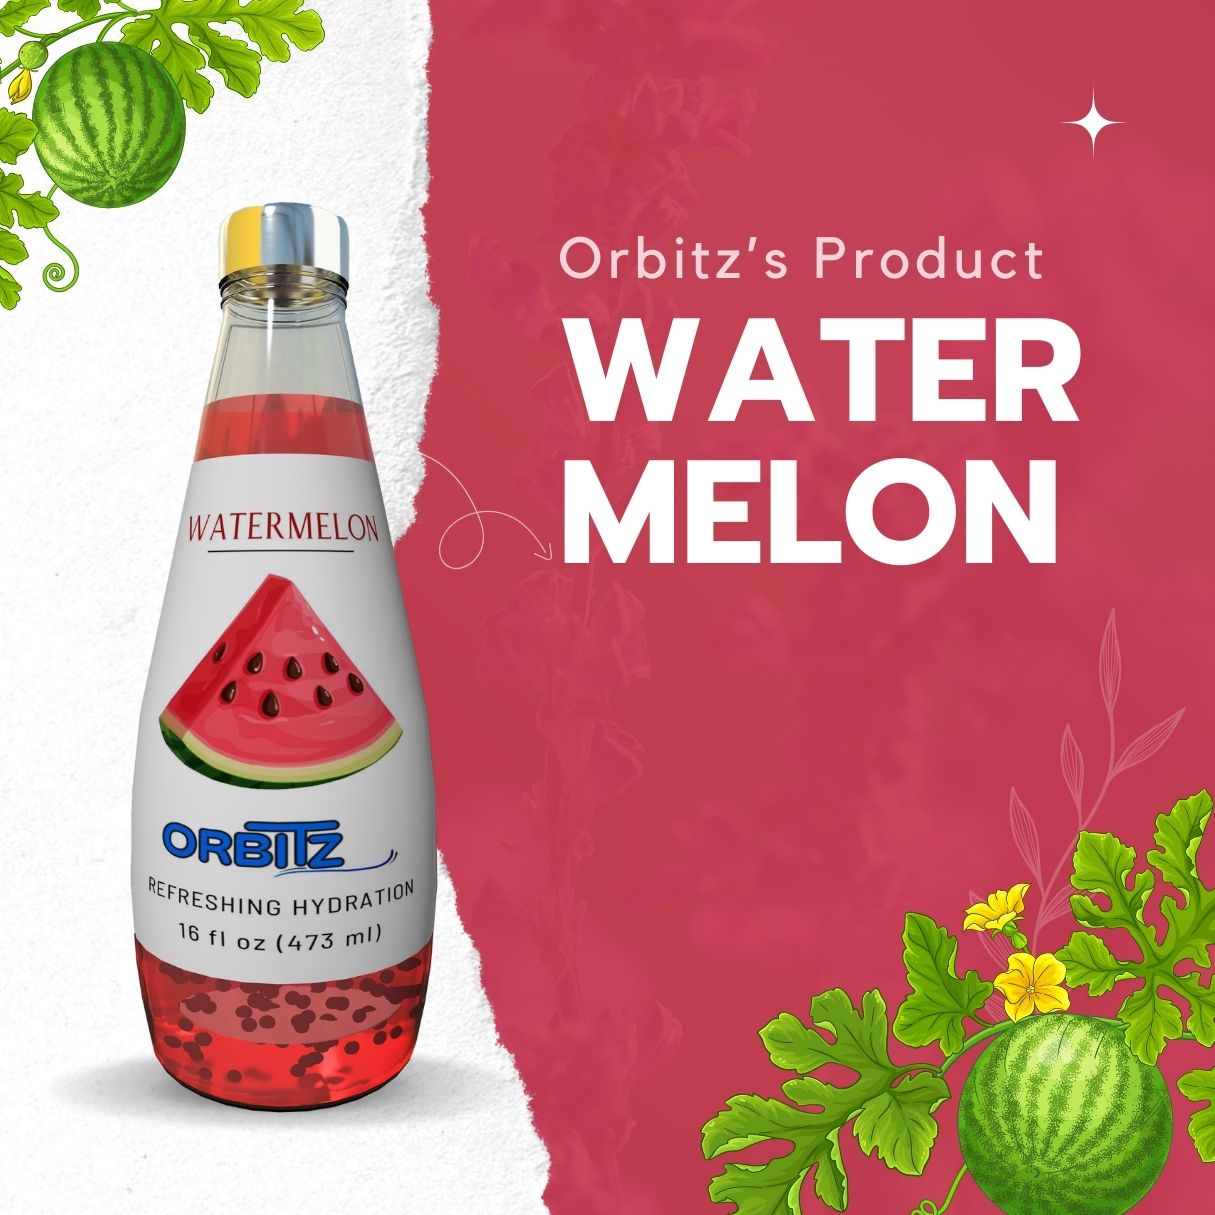 Orbitz's Product
WATER
MELON
WATERMELON
ORBITZ
REFRESHING HYDRATION
16 fl oz (473 ml)